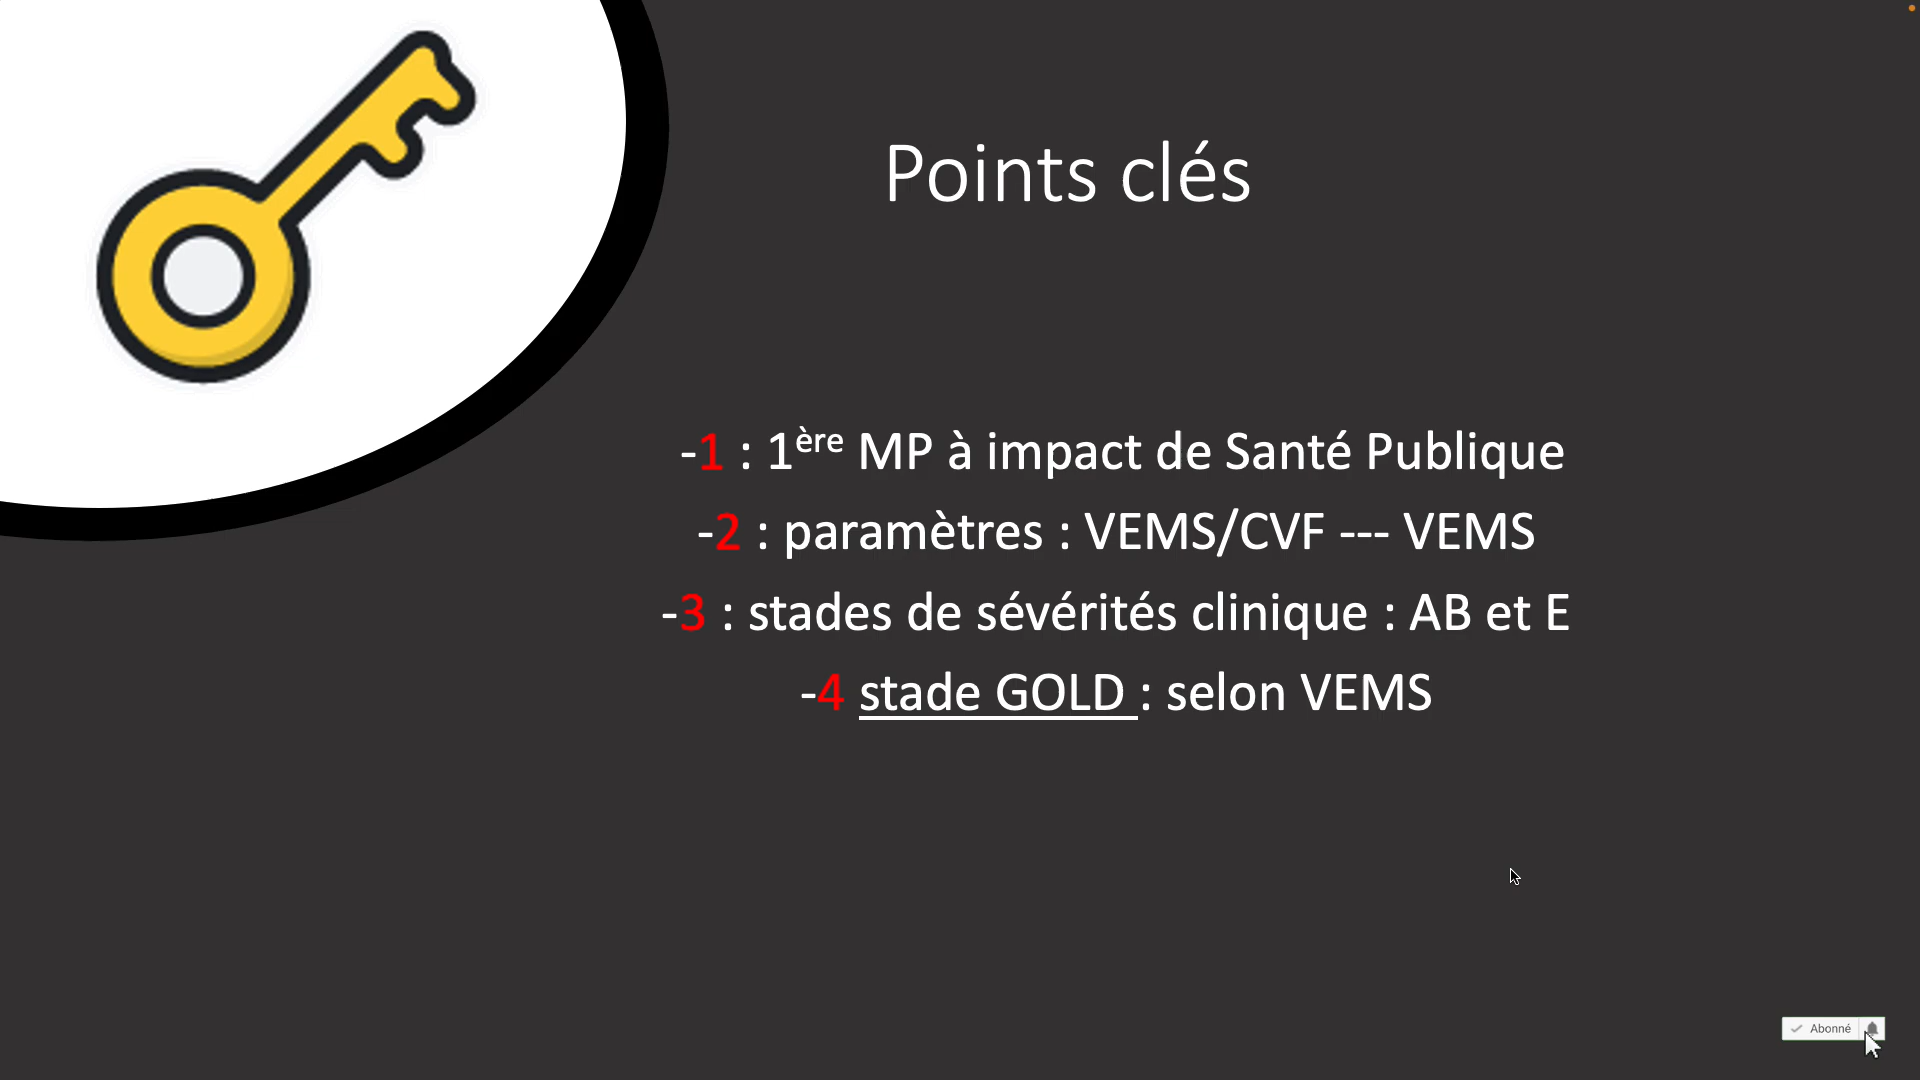 Points clés
-1 : 1ère MP à impact de Santé Publique
-2 : paramètres : VEMS/CVF --- VEMS
-3 : stades de sévérités clinique : AB et E
-4 stade GOLD : selon VEMS
Abonné